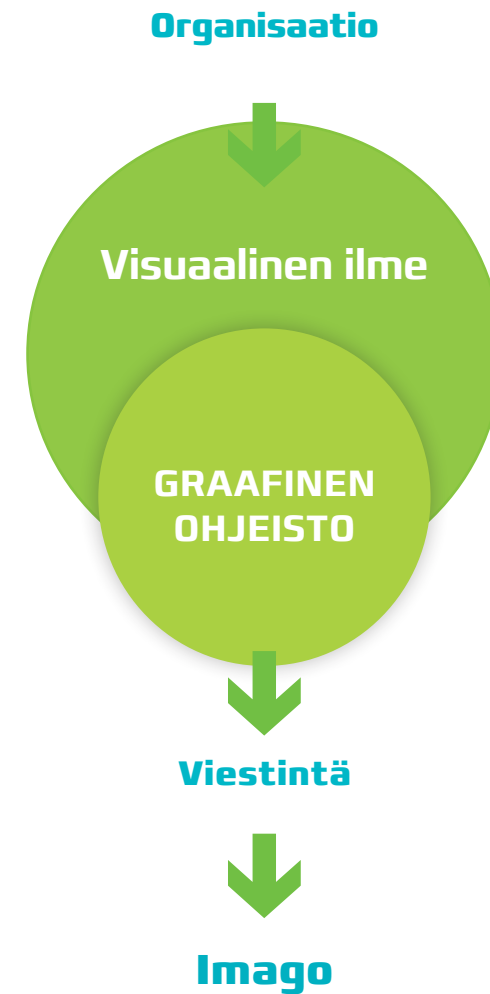 Organisaatio
Visuaalinen ilme
GRAAFINEN
OHJEISTO
Viestintä
Imago